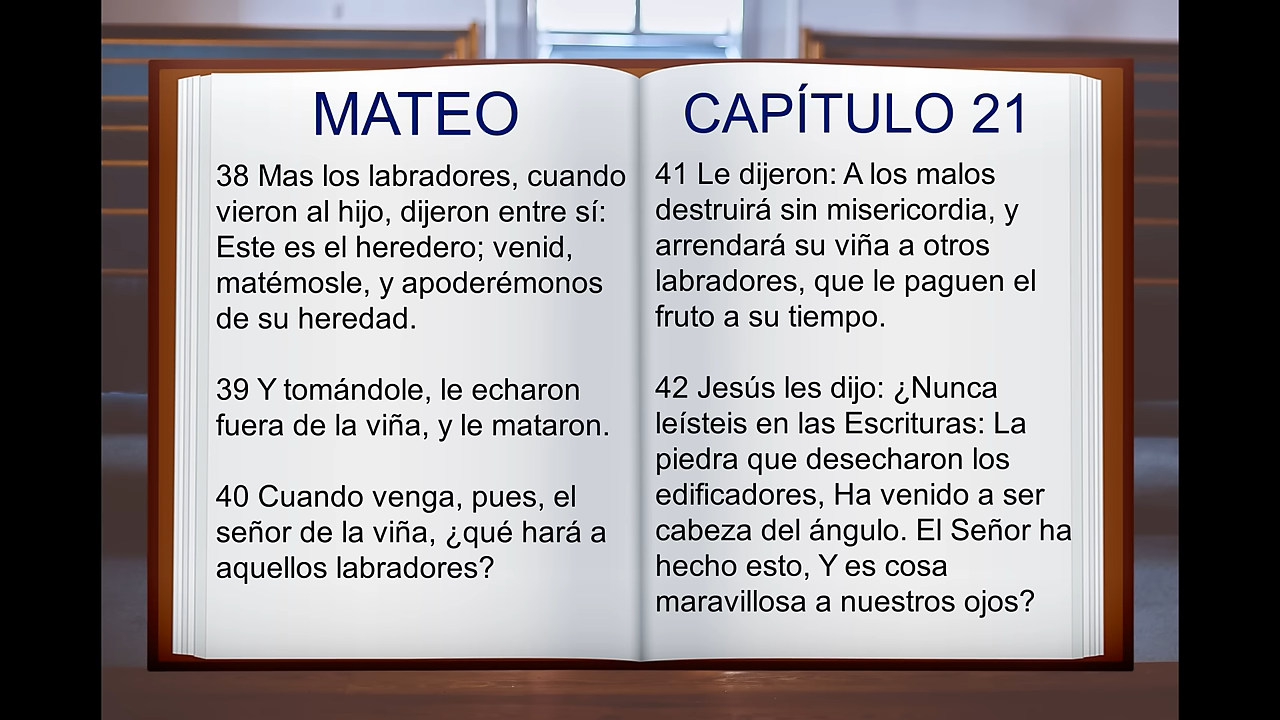 MATEO
38 Mas los labradores, cuando
vieron al hijo, dijeron entre sí:
Este es el heredero; venid,
matémosle, y apoderémonos
de su heredad.
39 Y tomándole, le echaron
fuera de la viña, y le mataron.
40 Cuando venga, pues, el
señor de la viña, ¿qué hará a
aquellos labradores?
CAPÍTULO 21
41 Le dijeron: A los malos
destruirá sin misericordia, y
arrendará su viña a otros
labradores, que le paguen el
fruto a su tiempo.
42 Jesús les dijo: ¿Nunca
leísteis en las Escrituras: La
piedra que desecharon los
edificadores, Ha venido a ser
cabeza del ángulo. El Señor ha
hecho esto, Y es cosa
maravillosa a nuestros ojos?